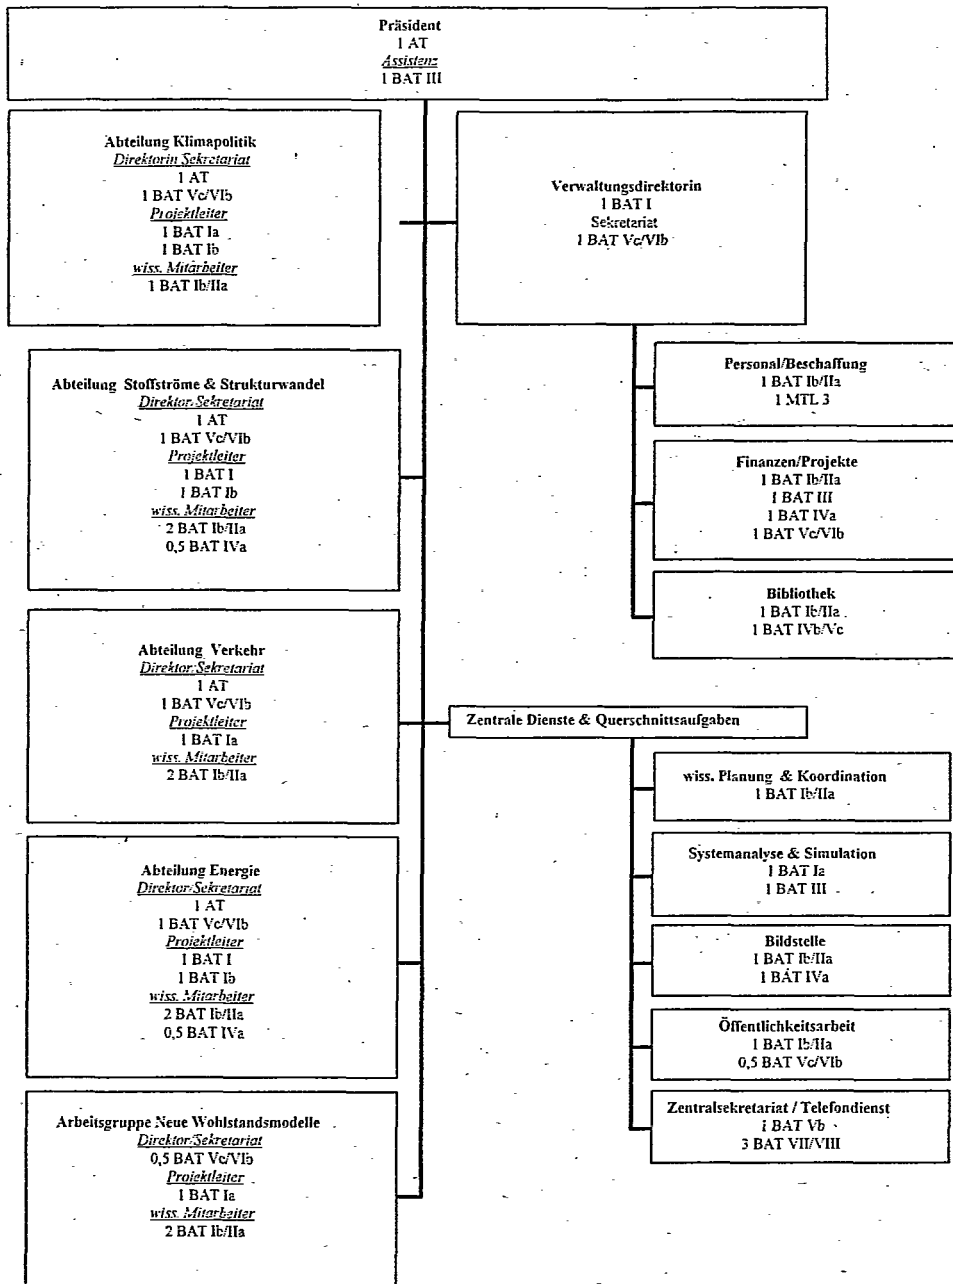 Präsident
1 AT
Assistenz
1 BAT III
Abteilung Klimapolitik
Direktorin Sekretariat
1 AT
1 BAT Vc/VIb
Projektleiter
1 BAT Ia
1 BAT Ib
wiss. Mitarbeiter
1 BAT Ib/IIa
Verwaltungsdirektorin
1 BAT I
Sekretariat
1 BAT Vc/VIb
Personal/Beschaffung
1 BAT Ib/IIa
1 MTL 3
Finanzen/Projekte
1 BAT Ib/IIa
1 BAT III
1 BAT IVa
1 BAT Vc/VIb
Bibliothek
1 BAT Ib/IIa
1 BAT IVb/Vc
Abteilung Stoffströme & Strukturwandel
Direktor/Sekretariat
1 AT
1 BAT Vc/VIb
Projektleiter
1 BAT I
1 BAT Ib
wiss. Mitarbeiter
2 BAT Ib/IIa
0,5 BAT IVa
Abteilung Verkehr
Direktor/Sekretariat
1 AT
1 BAT Vc/VIb
Projektleiter
1 BAT Ia
wiss. Mitarbeiter
2 BAT Ib/IIa
Abteilung Energie
Direktor/Sekretariat
1 AT
1 BAT Vc/VIb
Projektleiter
1 BAT I
1 BAT Ib
wiss. Mitarbeiter
2 BAT Ib/IIa
0,5 BAT IVa
Arbeitsgruppe Neue Wohlstandsmodelle
Direktor/Sekretariat
0,5 BAT Vc/VIb
Projektleiter
1 BAT Ia
wiss. Mitarbeiter
2 BAT Ib/IIa
Zentrale Dienste & Querschnittsaufgaben
wiss. Planung & Koordination
1 BAT Ib/IIa
Systemanalyse & Simulation
1 BAT Ia
1 BAT III
Bildstelle
1 BAT Ib/IIa
1 BAT IVa
Öffentlichkeitsarbeit
1 BAT Ib/IIa
0,5 BAT Vc/VIb
Zentralsekretariat / Telefondienst
1 BAT Vb
3 BAT VII/VIII